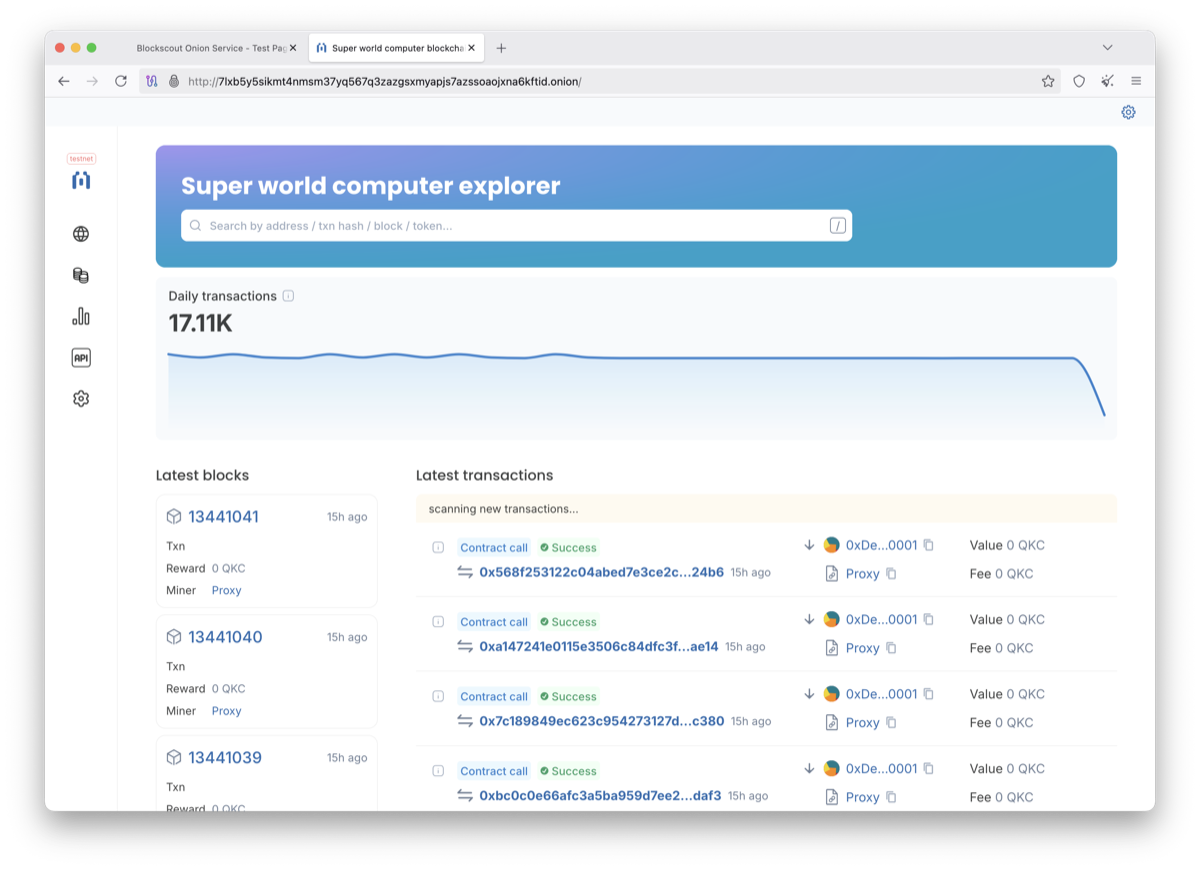 Blockscout Onion Service - Test Pag
Super world computer blockcha
http://7lxb5y5sikmt4nmsm37yq567q3zazgsxmyapjs7azssoaojxna6kftid.onion/
testnet
API
Super world computer explorer
Search by address / txn hash / block / token...
/
Daily transactions
17.11K
Latest blocks
13441041 15h ago
Txn
Reward 0 QKC
Miner Proxy
13441040 15h ago
Txn
Reward 0 QKC
Miner Proxy
13441039 15h ago
Txn
Reward 0 QKC
Latest transactions
scanning new transactions...
Contract call Success 0xDe...0001 Value 0 QKC
0x568f253122c04abed7e3ce2c...24b6 15h ago Proxy Fee 0 QKC
Contract call Success 0xDe...0001 Value 0 QKC
0xa147241e0115e3506c84dfc3f...ae14 15h ago Proxy Fee 0 QKC
Contract call Success 0xDe...0001 Value 0 QKC
0x7c189849ec623c954273127d...c380 15h ago Proxy Fee 0 QKC
Contract call Success 0xDe...0001 Value 0 QKC
0xbc0c0e66afc3a5ba959d7ee2...daf3 15h ago Proxy Fee 0 QKC